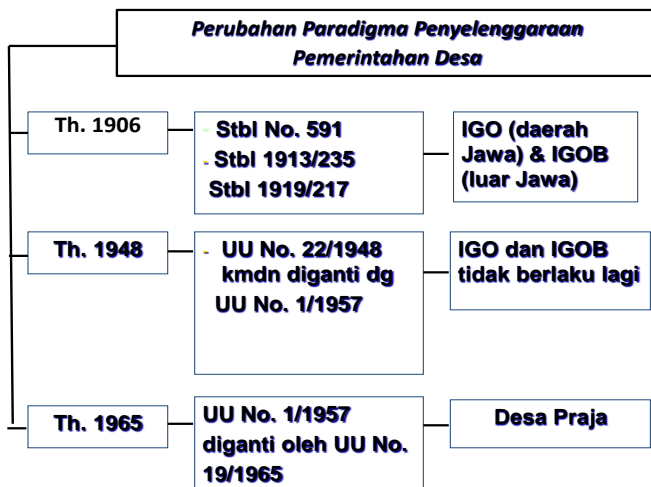 Perubahan Paradigma Penyelenggaraan
Pemerintahan Desa
Th. 1906
- Stbl No. 591
- Stbl 1913/235
Stbl 1919/217
IGO (daerah
Jawa) & IGOB
(luar Jawa)
Th. 1948
- UU No. 22/1948
kmdn diganti dg
UU No. 1/1957
IGO dan IGOB
tidak berlaku lagi
Th. 1965
UU No. 1/1957
diganti oleh UU No.
19/1965
Desa Praja